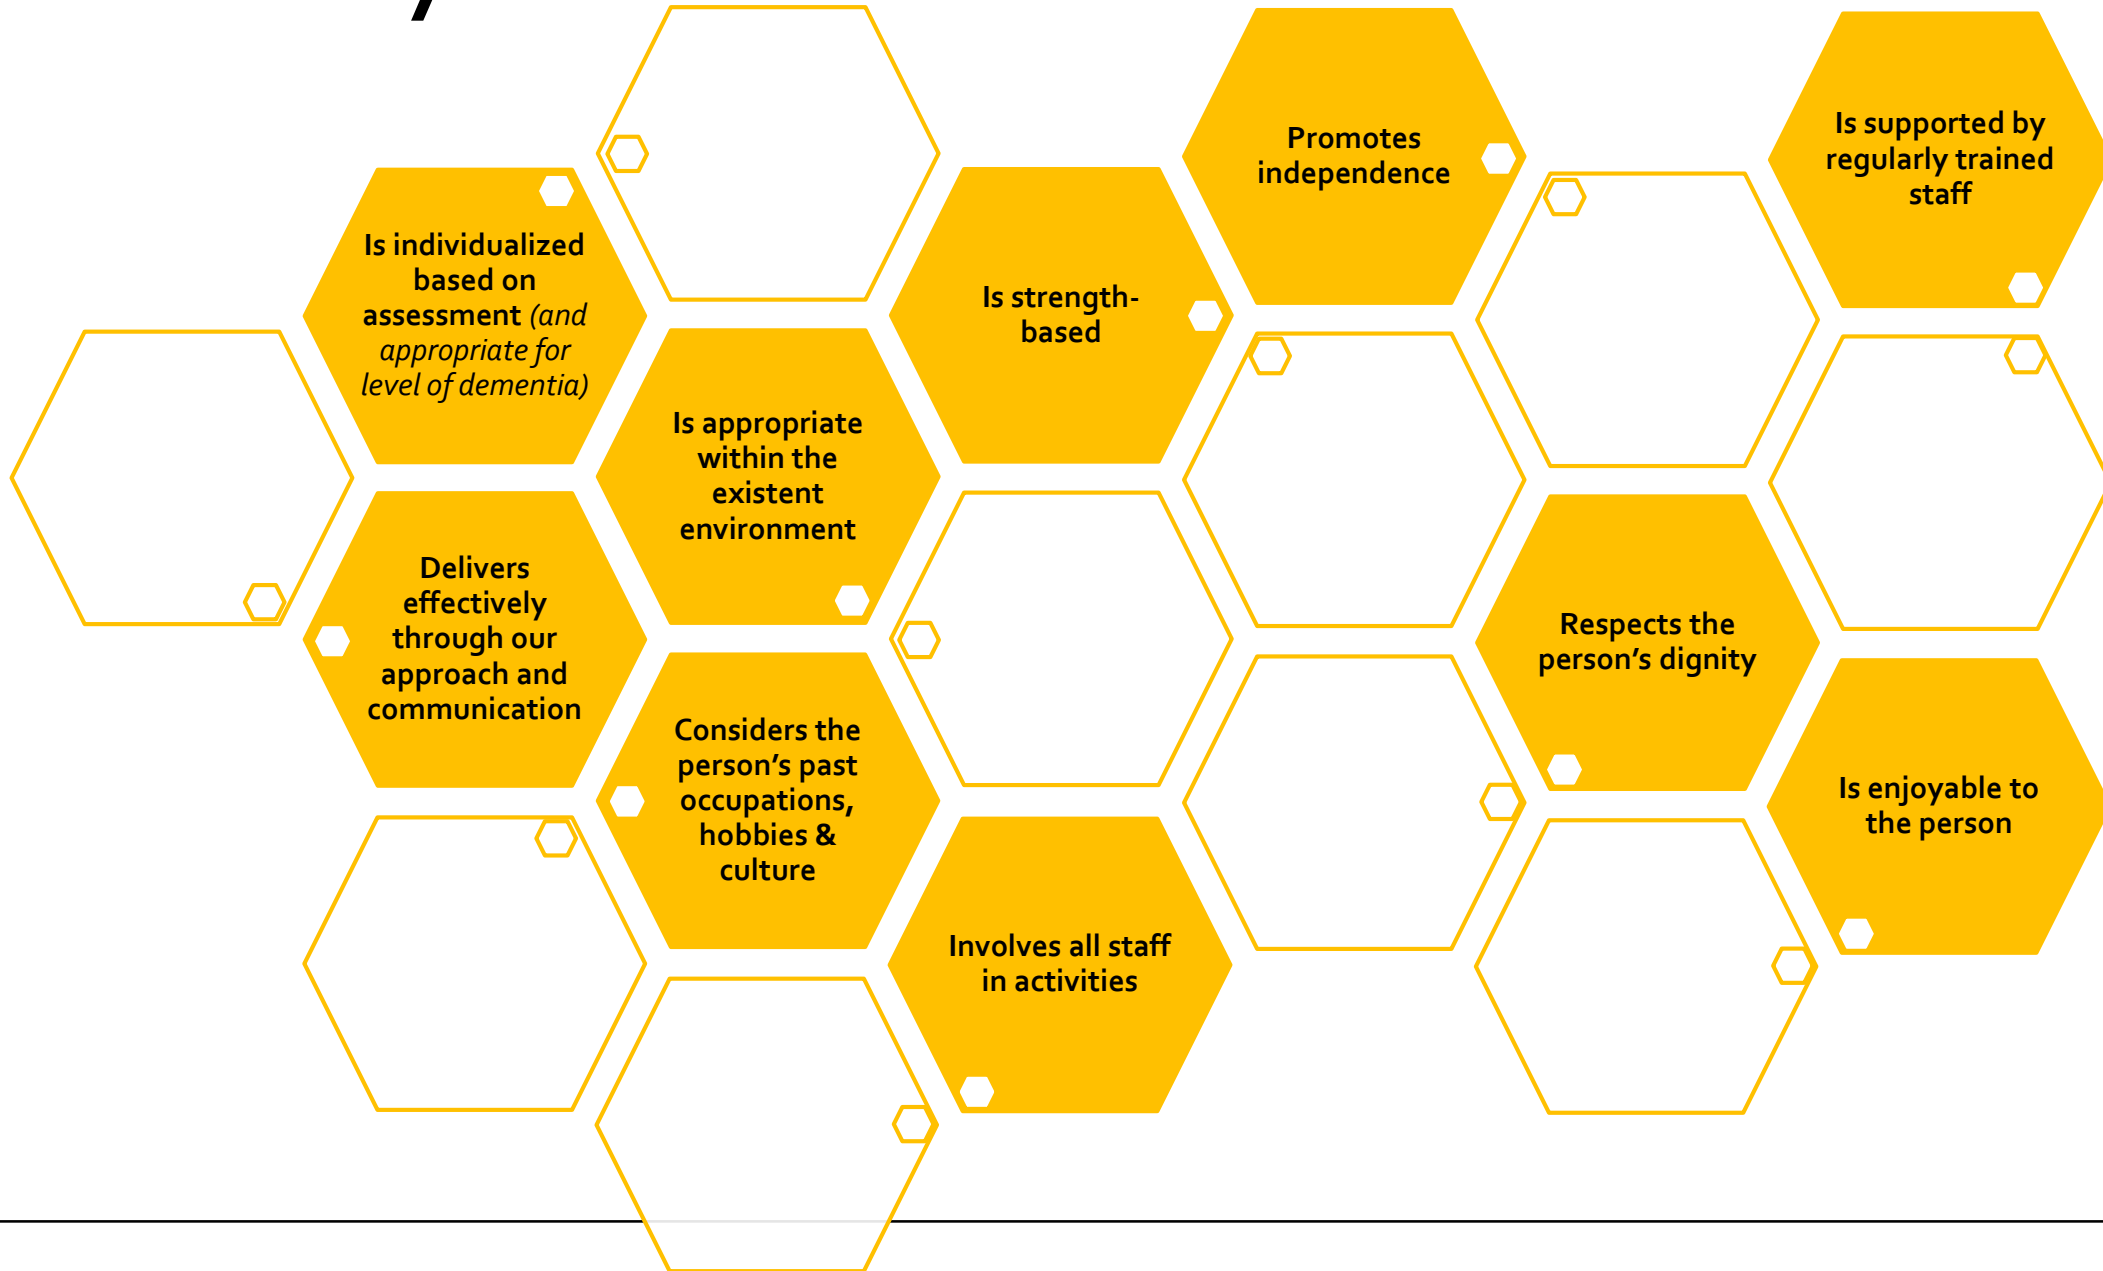 Is individualized
based on
assessment (and
appropriate for
level of dementia)
Delivers
effectively
through our
approach and
communication
Is appropriate
within the
existent
environment
Considers the
person's past
occupations,
hobbies &
culture
Is strength-
based
Involves all staff
in activities
Promotes
independence
Respects the
person's dignity
Is supported by
regularly trained
staff
Is enjoyable to
the person